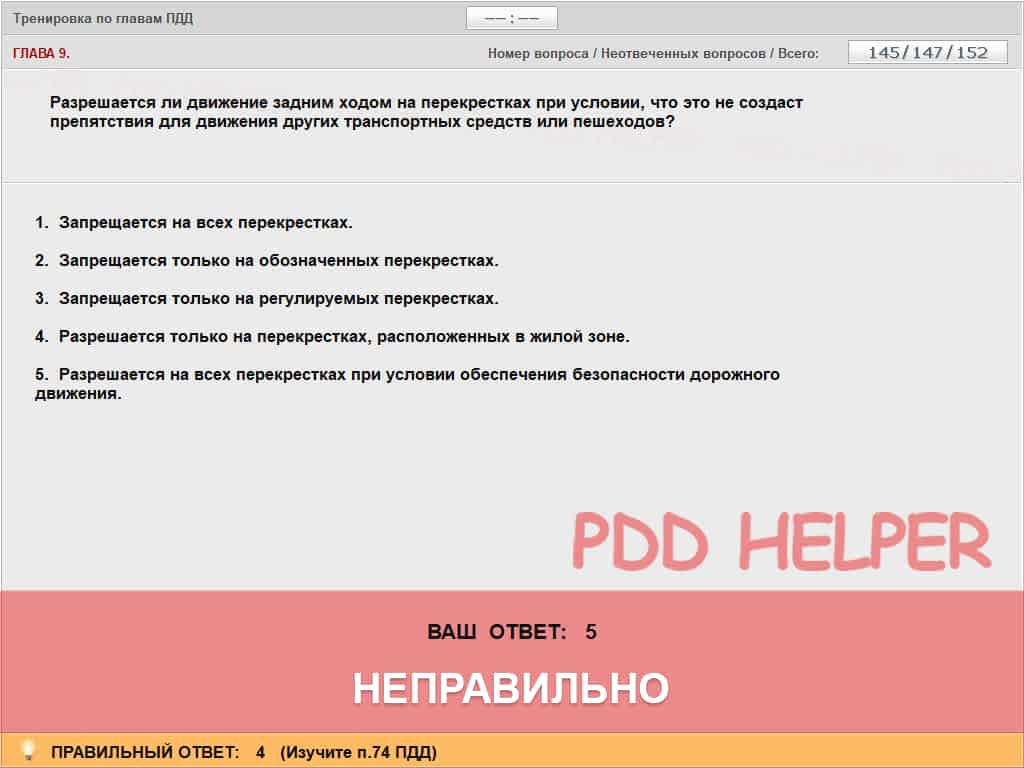 Тренировка по главам ПДД
–– : ––
ГЛАВА 9.
Номер вопроса / Неотвеченных вопросов / Всего:
145/147/152
Разрешается ли движение задним ходом на перекрестках при условии, что это не создаст
препятствия для движения других транспортных средств или пешеходов?
1. Запрещается на всех перекрестках.
2. Запрещается только на обозначенных перекрестках.
3. Запрещается только на регулируемых перекрестках.
4. Разрешается только на перекрестках, расположенных в жилой зоне.
5. Разрешается на всех перекрестках при условии обеспечения безопасности дорожного
движения.
PDD HELPER
ВАШ ОТВЕТ: 5
НЕПРАВИЛЬНО
ПРАВИЛЬНЫЙ ОТВЕТ: 4 (Изучите п.74 ПДД)